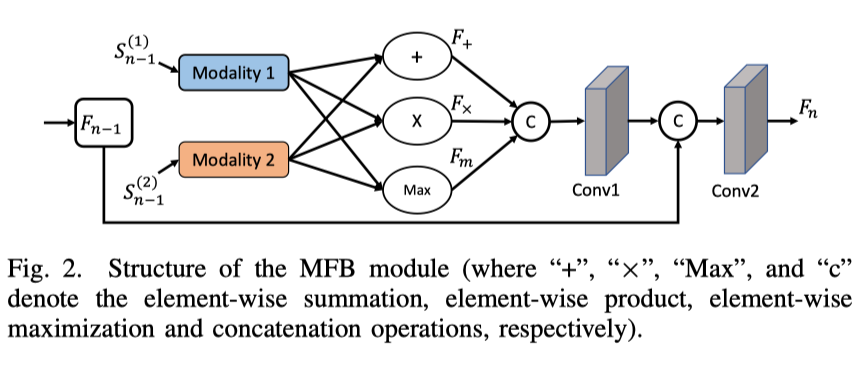 S_{n-1}^{(1)}
Modality 1
F_{n-1}
Modality 2
S_{n-1}^{(2)}
+
X
Max
F_+
F_×
F_m
C
Conv1
C
Conv2
F_n
Fig. 2. Structure of the MFB module (where “+”, “×”, “Max”, and “c”
denote the element-wise summation, element-wise product, element-wise
maximization and concatenation operations, respectively).